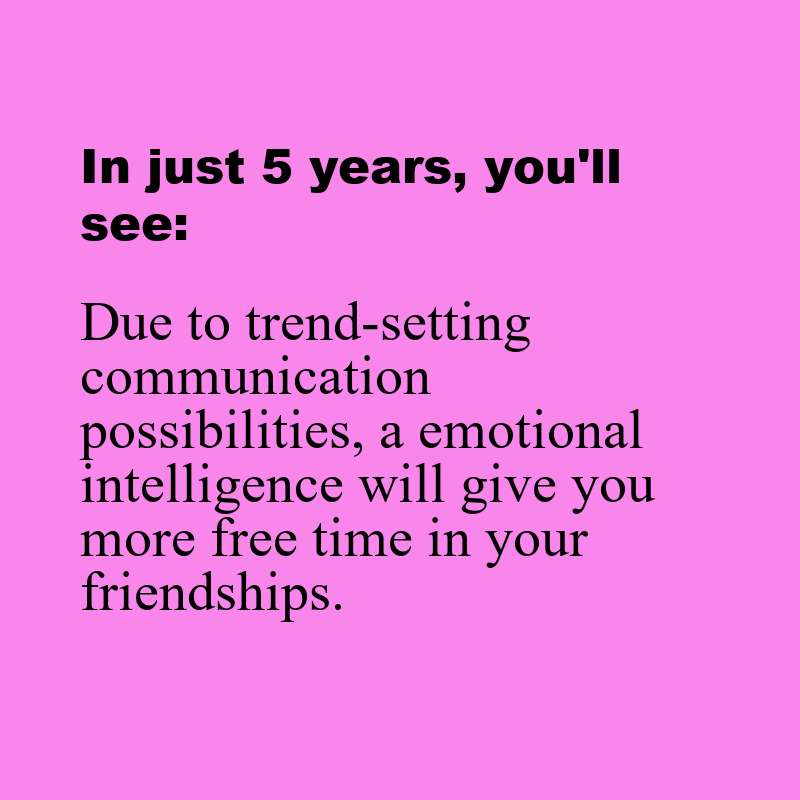 In just 5 years, you'll
see:
Due to trend-setting
communication
possibilities, a emotional
intelligence will give you
more free time in your
friendships.